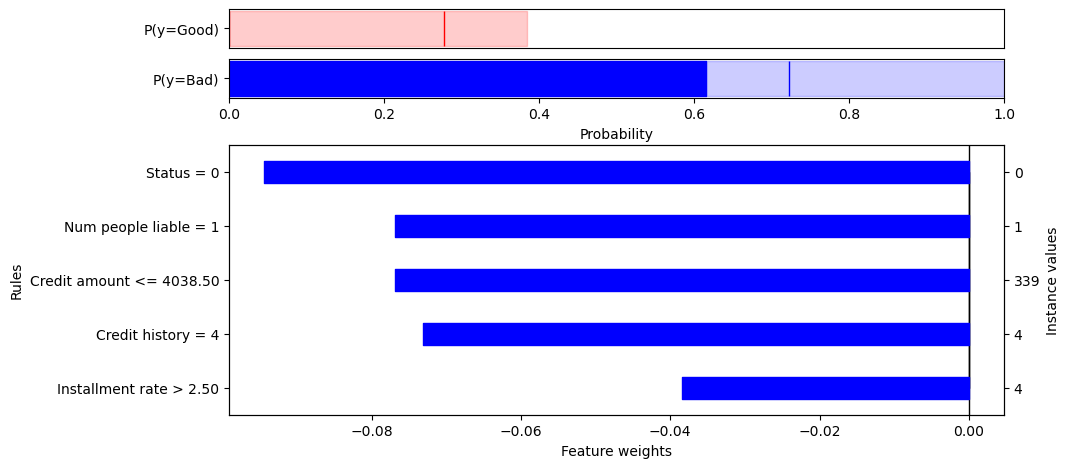 P(y=Good)
P(y=Bad)
0.0 0.2 0.4 0.6 0.8 1.0
Probability
Status = 0 0
Num people liable = 1 1
Credit amount <= 4038.50 339
Credit history = 4 4
Installment rate > 2.50 4
Rules
Instance values
−0.08 −0.06 −0.04 −0.02 0.00
Feature weights